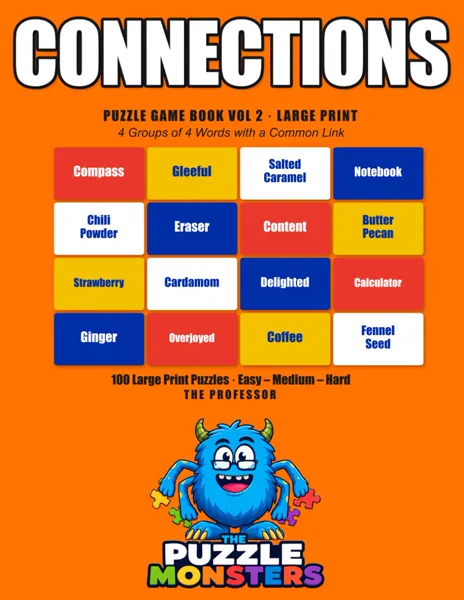 CONNECTIONS
PUZZLE GAME BOOK VOL 2 · LARGE PRINT
4 Groups of 4 Words with a Common Link
Compass
Gleeful
Salted
Caramel
Notebook
Chili
Powder
Eraser
Content
Butter
Pecan
Strawberry
Cardamom
Delighted
Calculator
Ginger
Overjoyed
Coffee
Fennel
Seed
100 Large Print Puzzles · Easy – Medium – Hard
THE PROFESSOR
THE
PUZZLE
MONSTERS